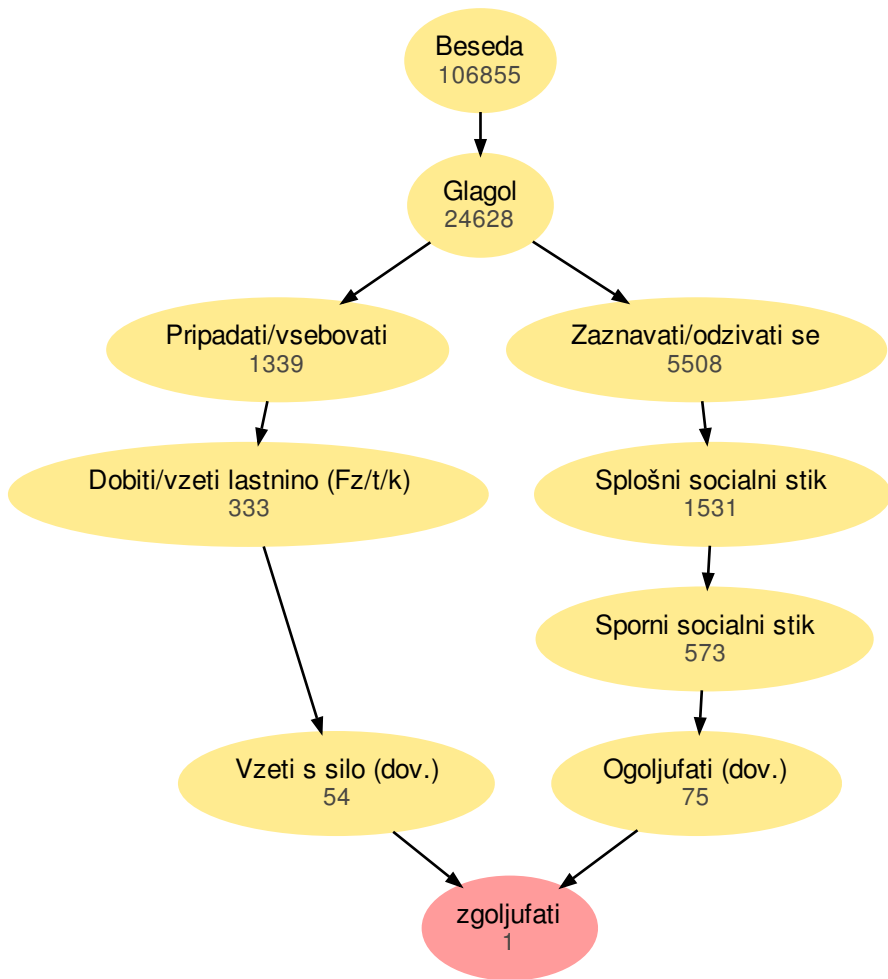 Beseda
106855
Glagol
24628
Pripadati/vsebovati
1339
Zaznavati/odzivati se
5508
Dobiti/vzeti lastnino (Fz/t/k)
333
Splošni socialni stik
1531
Sporni socialni stik
573
Vzeti s silo (dov.)
54
Ogoljufati (dov.)
75
zgoljufati
1